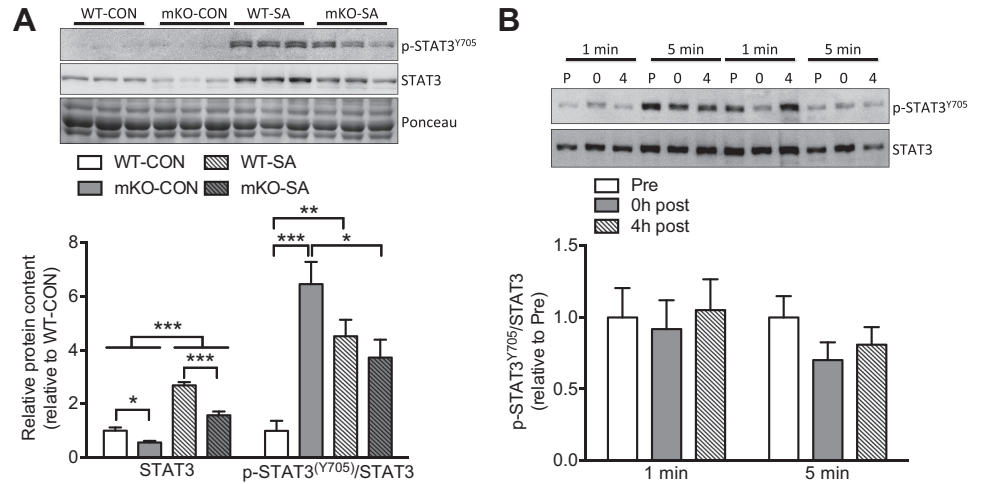 A
WT-CON mKO-CON WT-SA mKO-SA
p-STAT3Y705
STAT3
Ponceau
WT-CON WT-SA
mKO-CON mKO-SA
Relative protein content
(relative to WT-CON)
8
6
4
2
0
*
***
***
***
**
*
STAT3 p-STAT3(Y705)/STAT3
B
1 min 5 min 1 min 5 min
P 0 4 P 0 4 P 0 4 P 0 4
p-STAT3Y705
STAT3
Pre
0h post
4h post
p-STAT3Y705/STAT3
(relative to Pre)
1.5
1.0
0.5
0.0
1 min 5 min